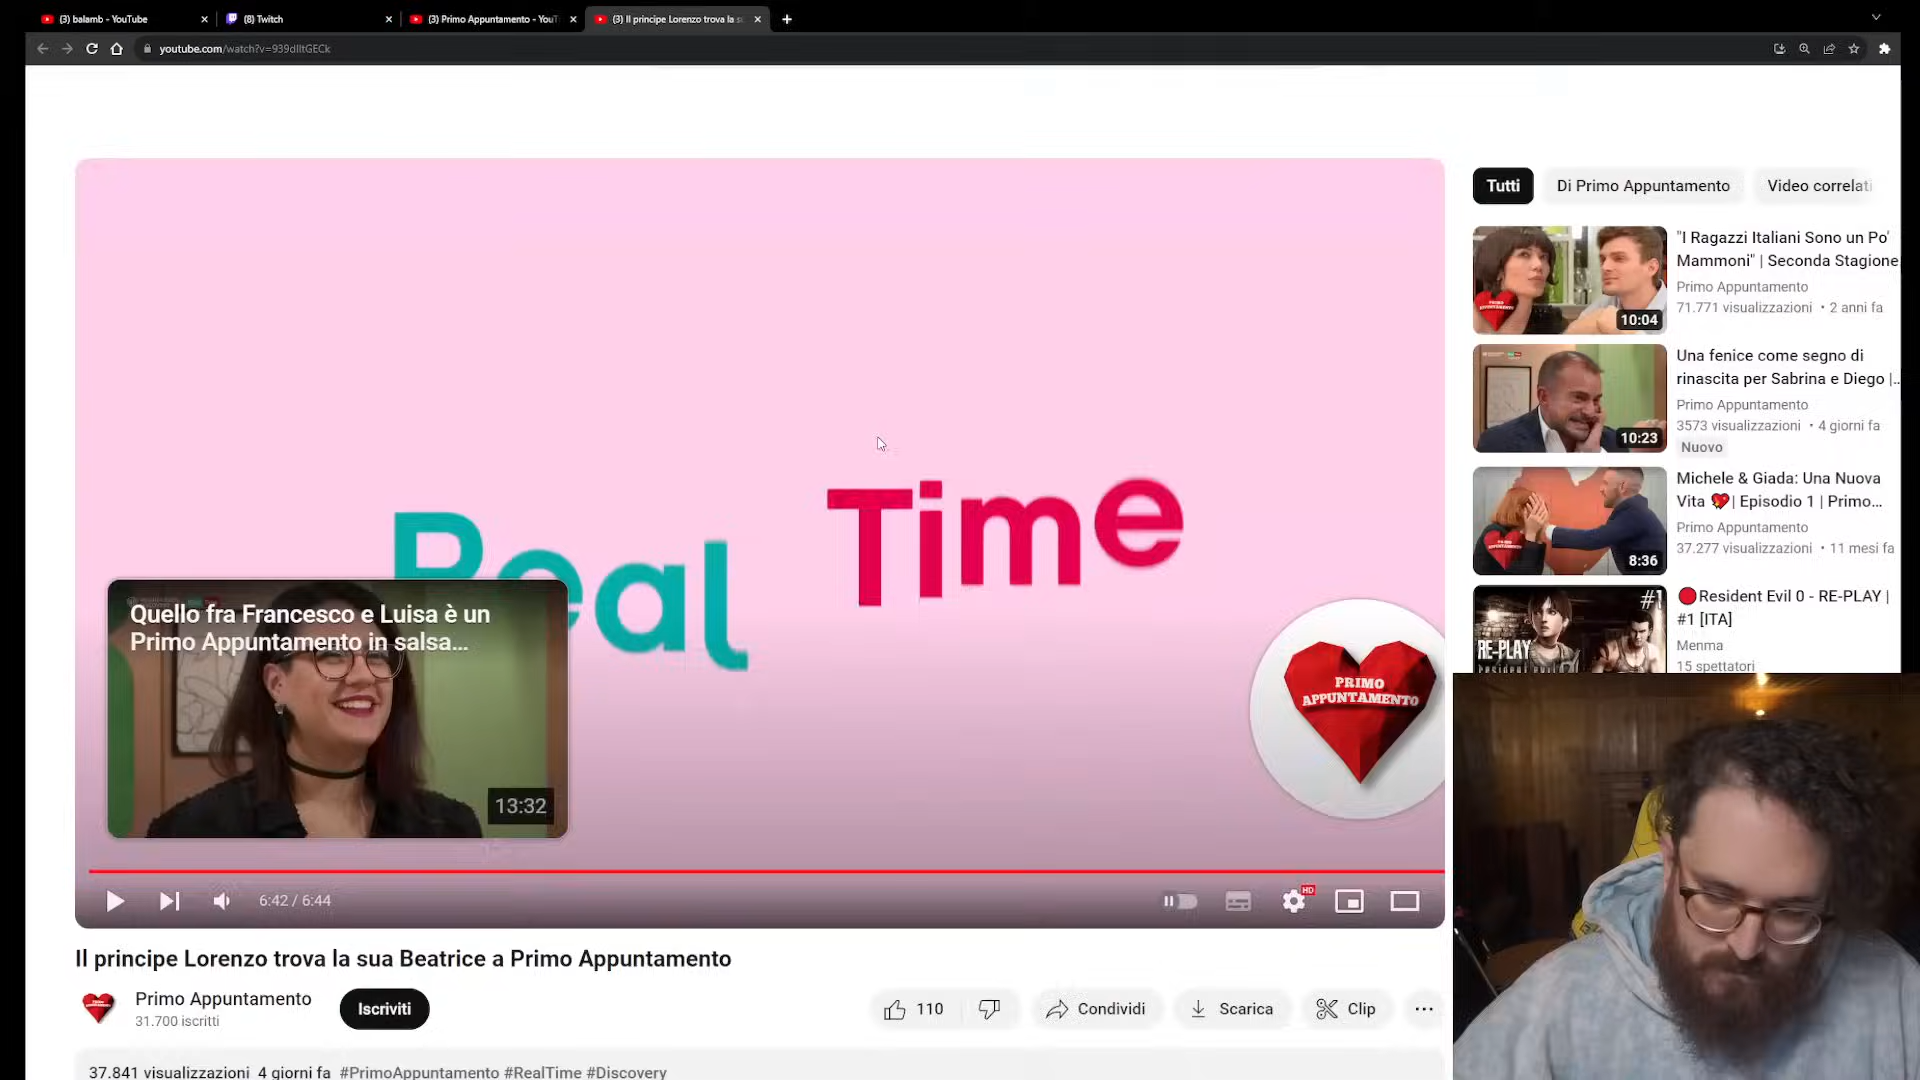 (3) balamb - YouTube
(8) Twitch
(3) Primo Appuntamento - YouT
(3) Il principe Lorenzo trova la s
youtube.com/watch?v=939dlltGECk
Real Time
Quello fra Francesco e Luisa è un
Primo Appuntamento in salsa...
13:32
PRIMO
APPUNTAMENTO
6:42 / 6:44
HD
Il principe Lorenzo trova la sua Beatrice a Primo Appuntamento
Primo Appuntamento
31.700 iscritti
Iscriviti
110
Condividi
Scarica
Clip
37.841 visualizzazioni 4 giorni fa #PrimoAppuntamento #RealTime #Discovery
Tutti
Di Primo Appuntamento
Video correlati
"I Ragazzi Italiani Sono un Po'
Mammoni" | Seconda Stagione
Primo Appuntamento
71.771 visualizzazioni • 2 anni fa
10:04
Una fenice come segno di
rinascita per Sabrina e Diego |...
Primo Appuntamento
3573 visualizzazioni • 4 giorni fa
Nuovo
10:23
Michele & Giada: Una Nuova
Vita 💖| Episodio 1 | Primo...
Primo Appuntamento
37.277 visualizzazioni • 11 mesi fa
8:36
🔴Resident Evil 0 - RE-PLAY |
#1 [ITA]
Menma
15 spettatori
#1
RE-PLAY